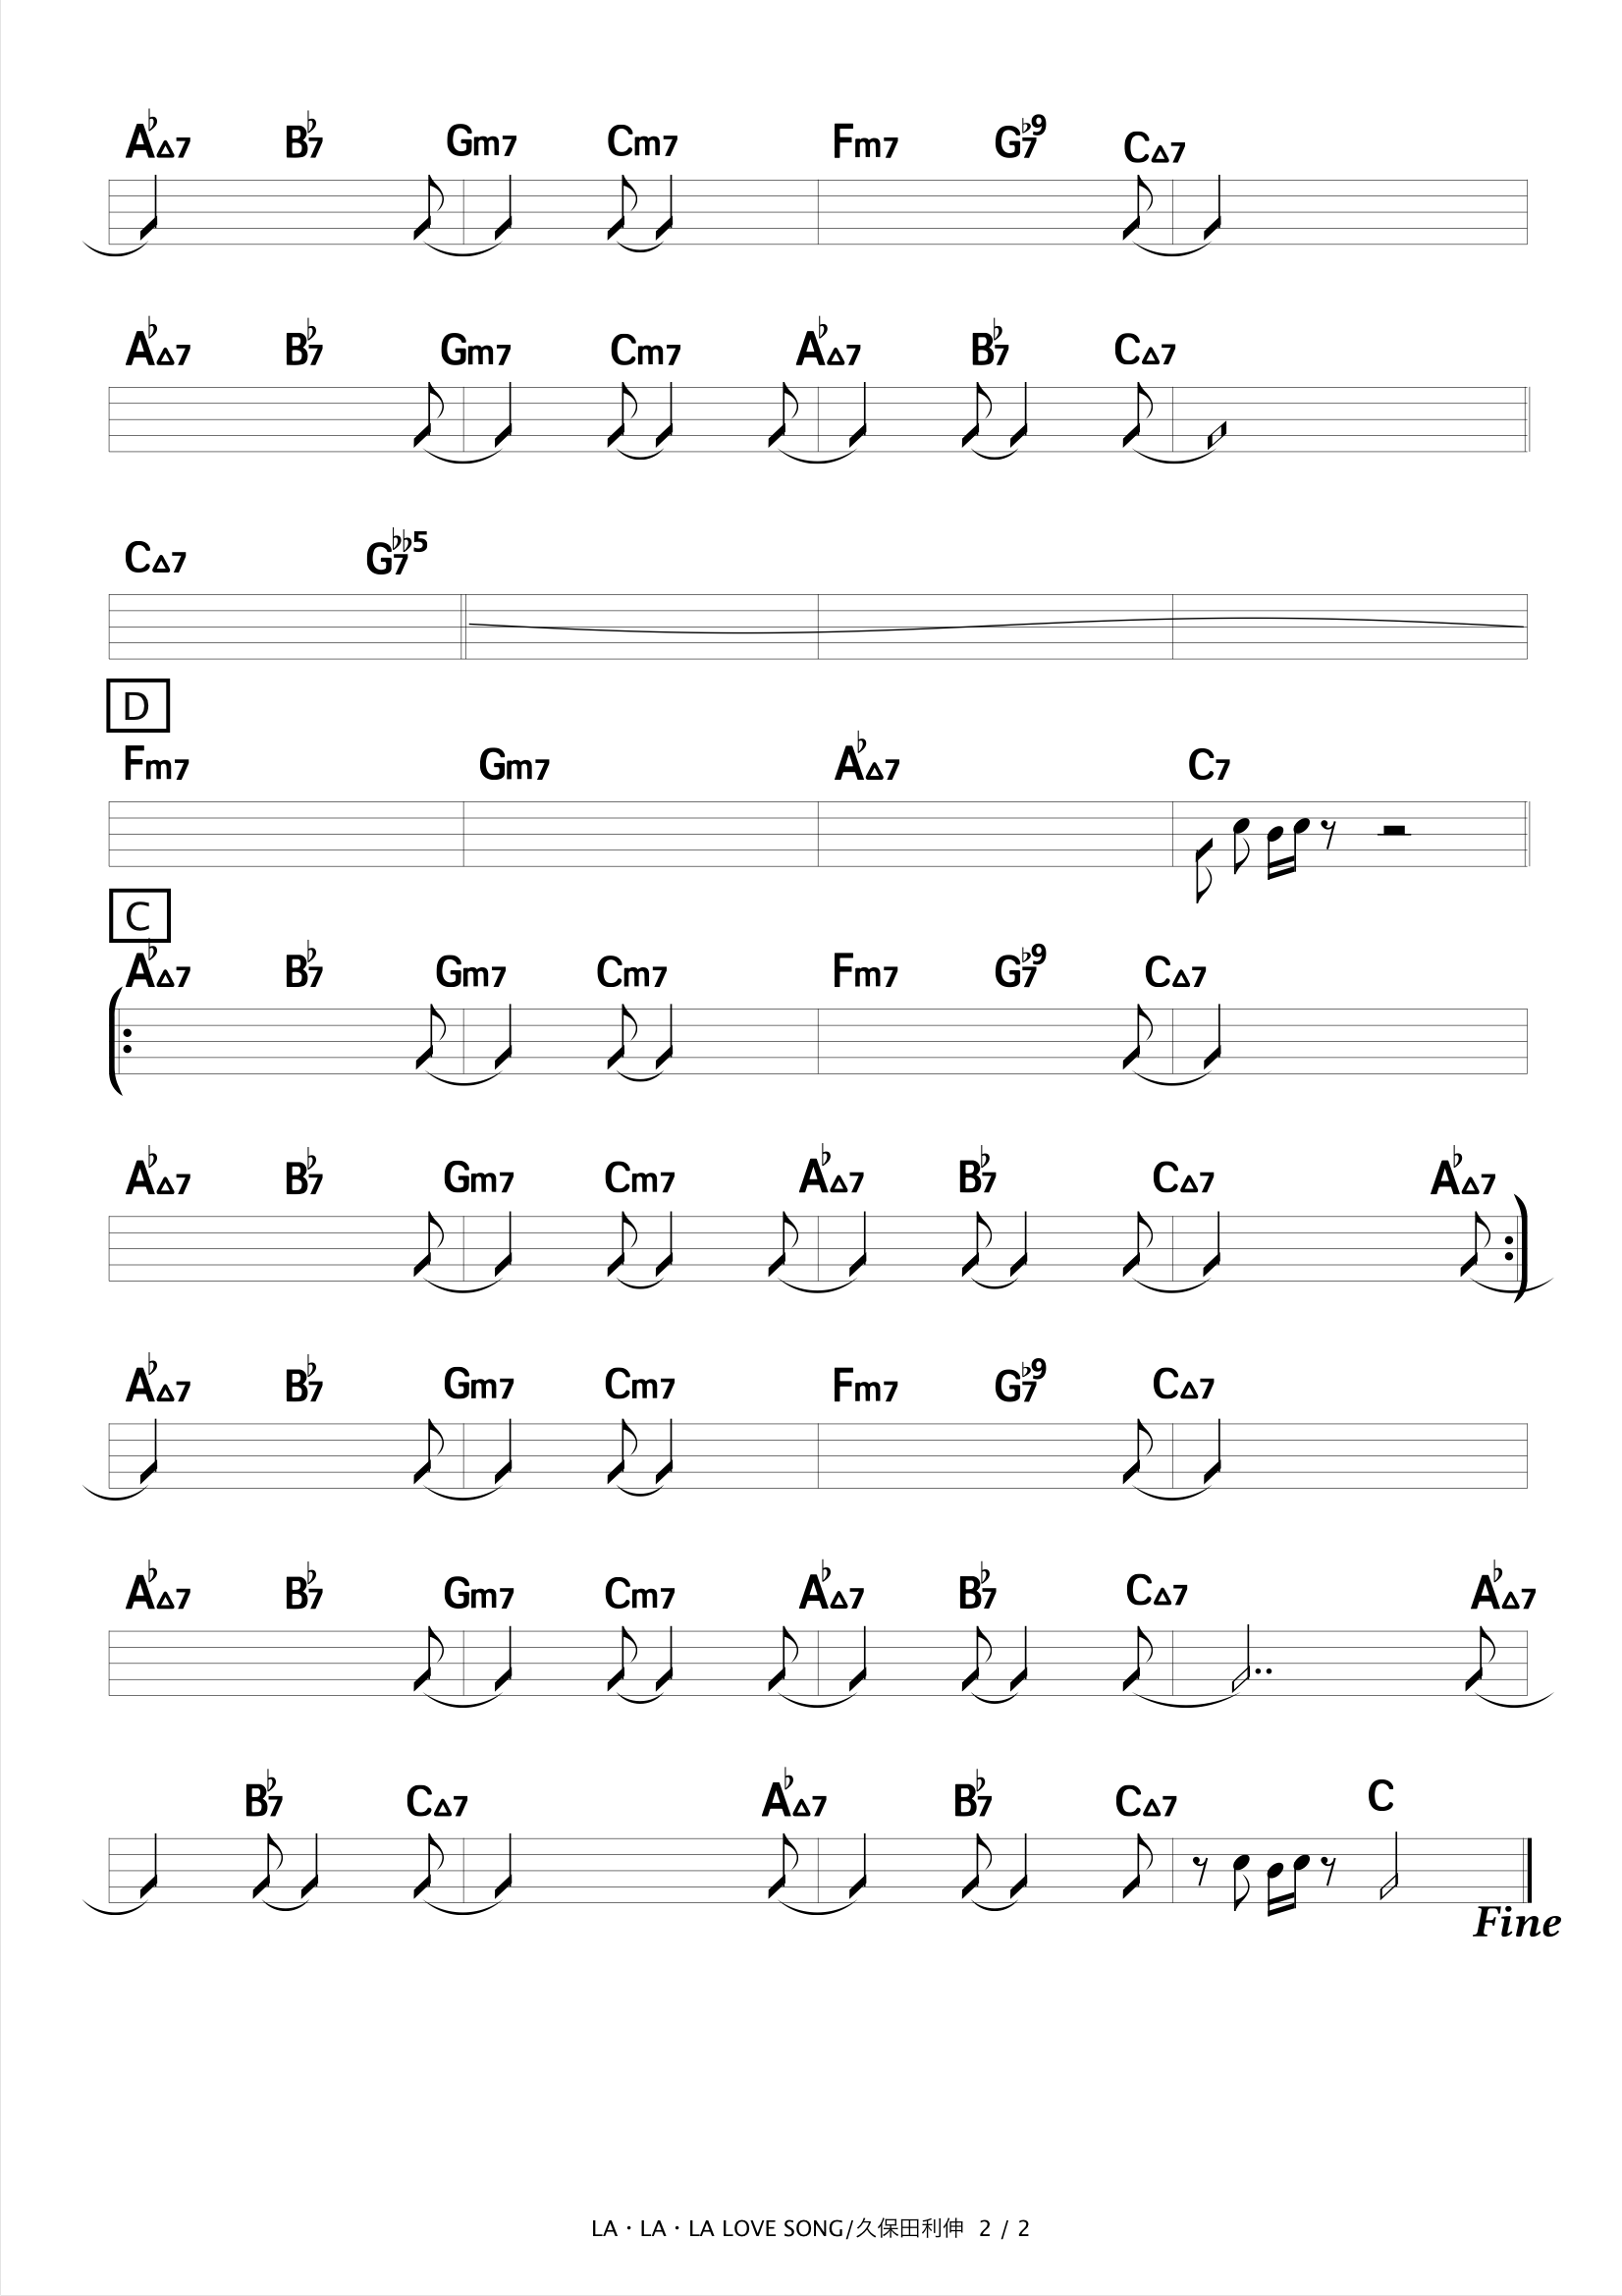 A♭△7 B♭7 Gm7 Cm7 Fm7 G7♭9 C△7
A♭△7 B♭7 Gm7 Cm7 A♭△7 B♭7 C△7
C△7 G7♭♭5
D
Fm7 Gm7 A♭△7 C7
C
A♭△7 B♭7 Gm7 Cm7 Fm7 G7♭9 C△7
A♭△7 B♭7 Gm7 Cm7 A♭△7 B♭7 C△7 A♭△7
A♭△7 B♭7 Gm7 Cm7 Fm7 G7♭9 C△7
A♭△7 B♭7 Gm7 Cm7 A♭△7 B♭7 C△7 A♭△7
B♭7 C△7 A♭△7 B♭7 C△7 C
Fine
LA・LA・LA LOVE SONG/久保田利伸 2 / 2